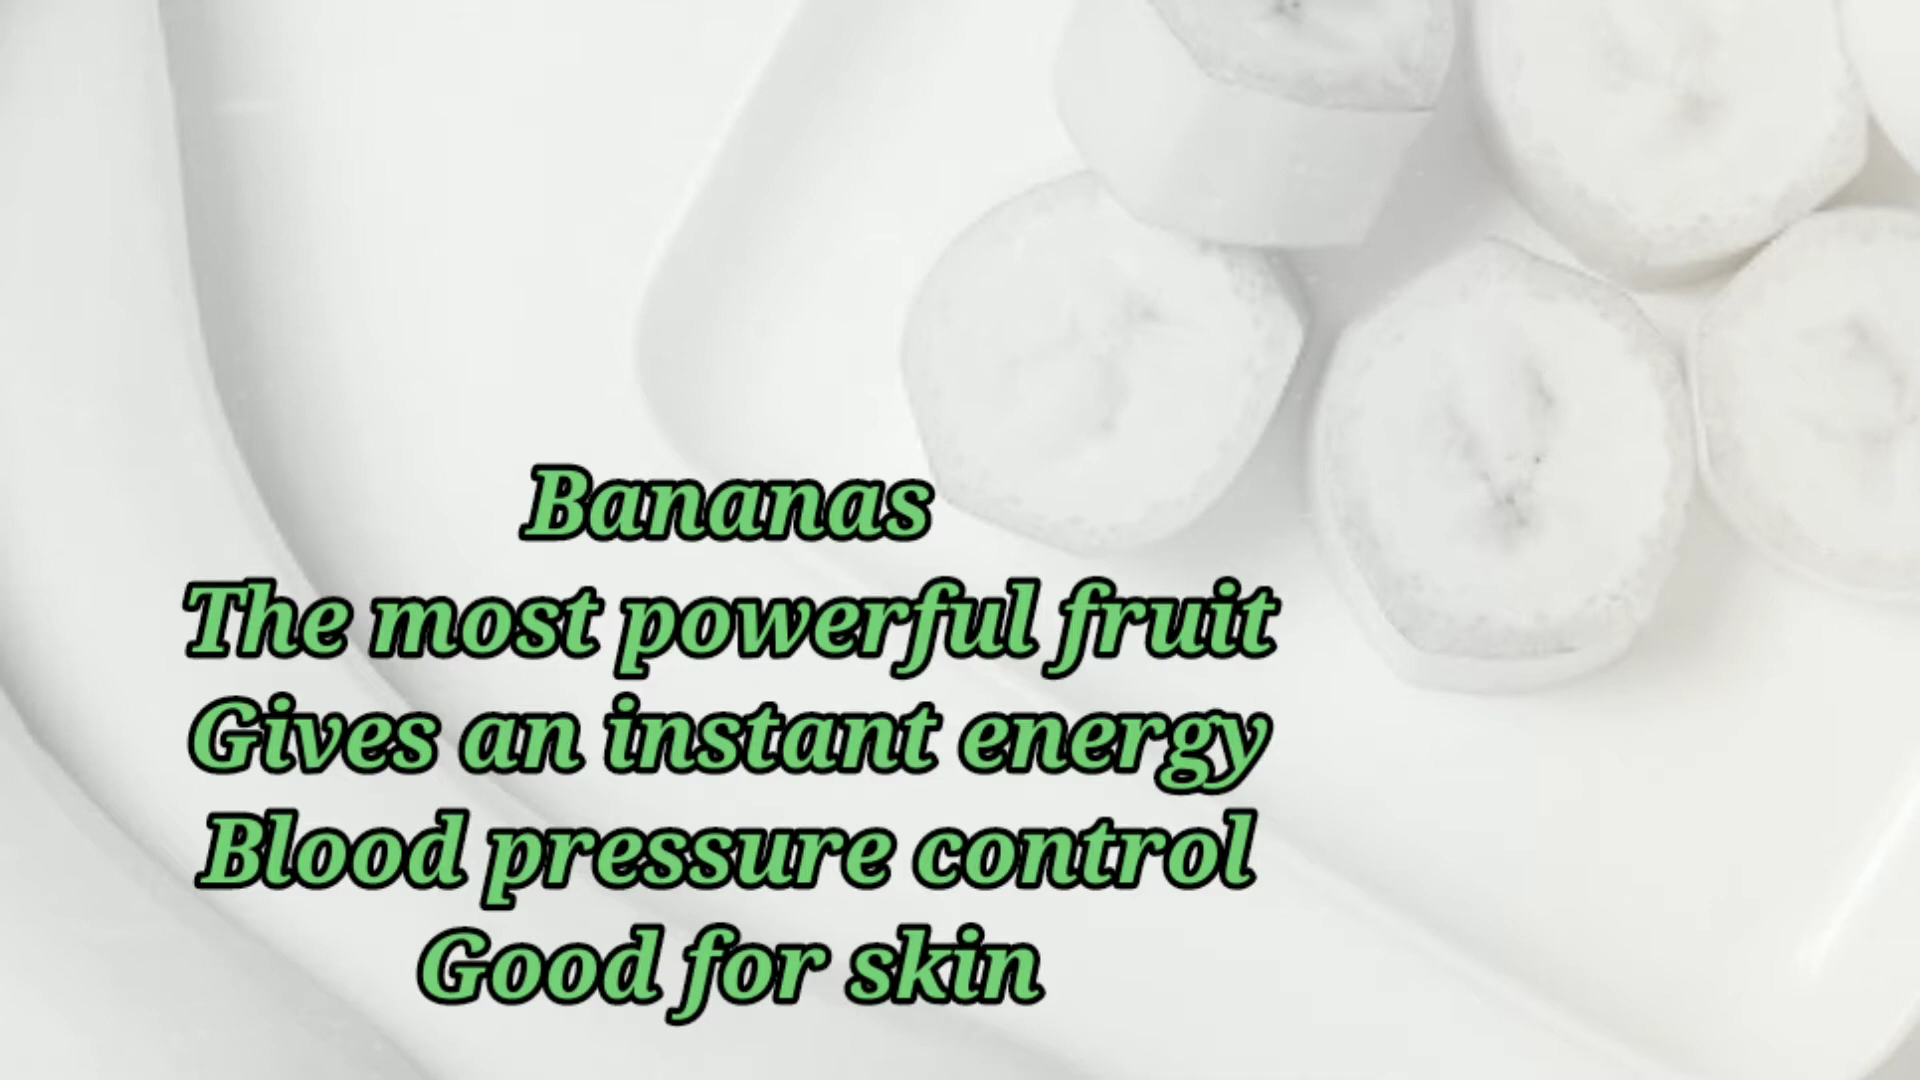 Bananas
The most powerful fruit
Gives an instant energy
Blood pressure control
Good for skin